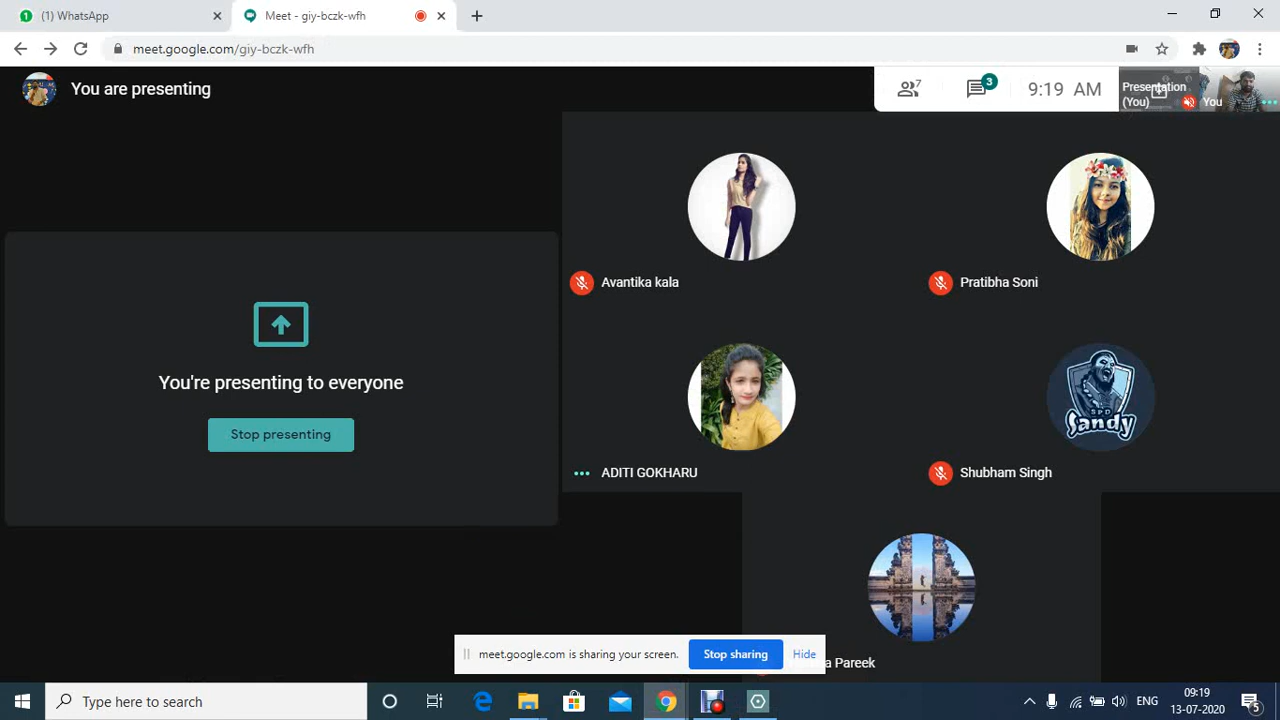 (1) WhatsApp
Meet - giy-bczk-wfh
meet.google.com/giy-bczk-wfh
You are presenting
7
3
9:19 AM
Presentation
(You)
You
Avantika kala
Pratibha Soni
You're presenting to everyone
Stop presenting
SPD
Sandy
ADITI GOKHARU
Shubham Singh
meet.google.com is sharing your screen.
Stop sharing
Hide
Pareek
Type here to search
ENG
09:19
13-07-2020
5